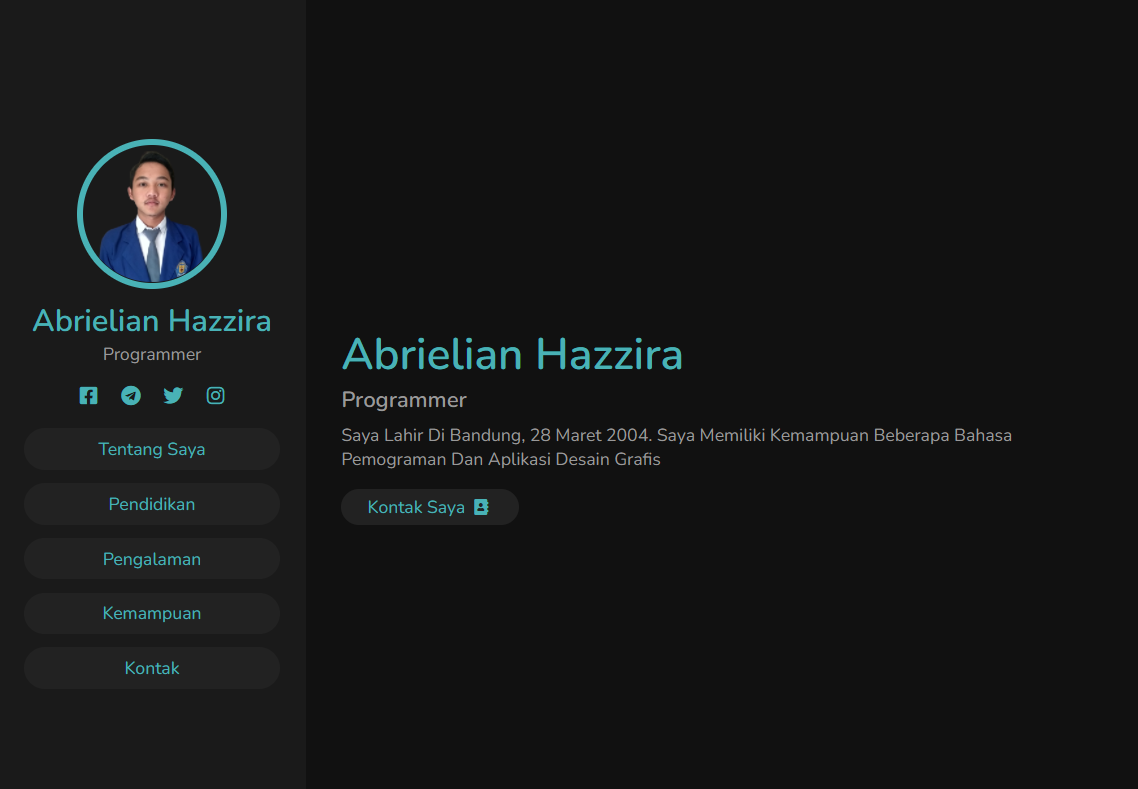 Abrielian Hazzira
Programmer
Tentang Saya
Pendidikan
Pengalaman
Kemampuan
Kontak
Abrielian Hazzira
Programmer
Saya Lahir Di Bandung, 28 Maret 2004. Saya Memiliki Kemampuan Beberapa Bahasa
Pemograman Dan Aplikasi Desain Grafis
Kontak Saya